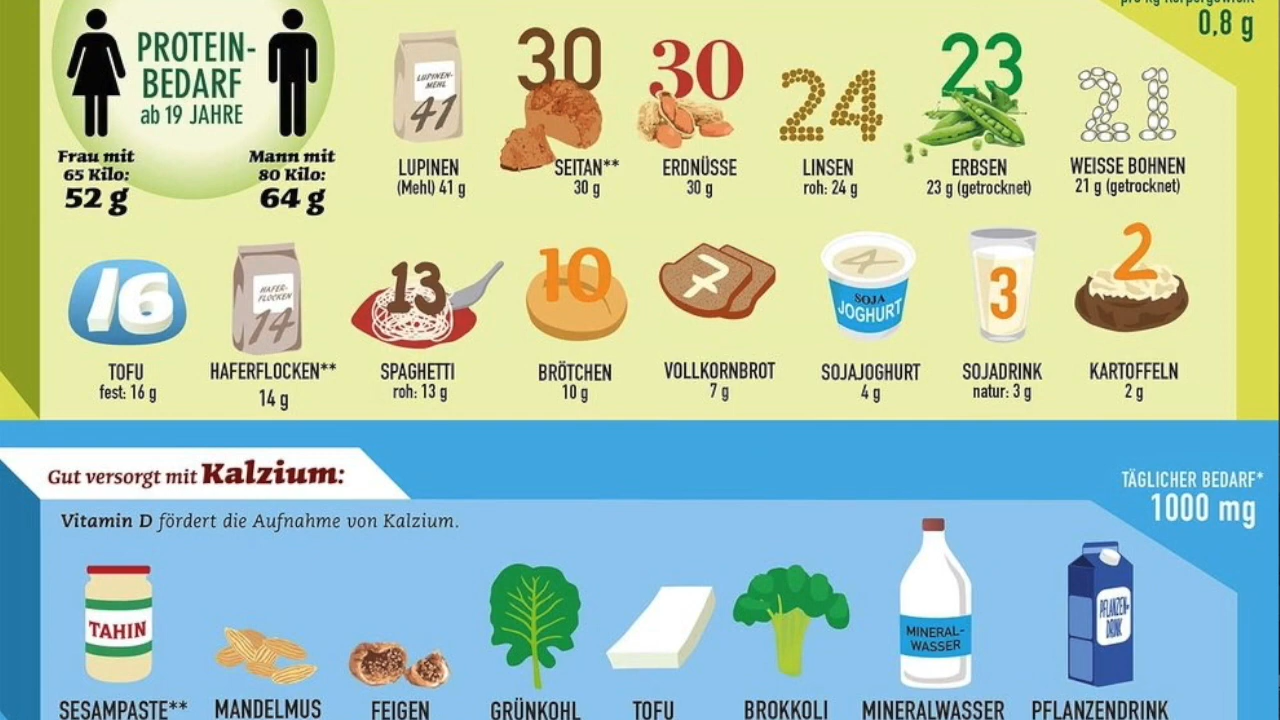 pro kg Körpergewicht
0,8 g
PROTEIN-
BEDARF
ab 19 JAHRE
Frau mit
65 Kilo:
52 g
Mann mit
80 Kilo:
64 g
LUPINEN-
MEHL
41
30
30
24
23
21
LUPINEN
(Mehl) 41 g
SEITAN**
30 g
ERDNÜSSE
30 g
LINSEN
roh: 24 g
ERBSEN
23 g (getrocknet)
WEISSE BOHNEN
21 g (getrocknet)
16
HAFER-
FLOCKEN
14
13
10
7
4
SOJA
JOGHURT
3
2
TOFU
fest: 16 g
HAFERFLOCKEN**
14 g
SPAGHETTI
roh: 13 g
BRÖTCHEN
10 g
VOLLKORNBROT
7 g
SOJAJOGHURT
4 g
SOJADRINK
natur: 3 g
KARTOFFELN
2 g
Gut versorgt mit Kalzium:
TÄGLICHER BEDARF*
1000 mg
Vitamin D fördert die Aufnahme von Kalzium.
TAHIN
MINERAL-
WASSER
PFLANZEN-
DRINK
SESAMPASTE**
MANDELMUS
FEIGEN
GRÜNKOHL
TOFU
BROKKOLI
MINERALWASSER
PFLANZENDRINK